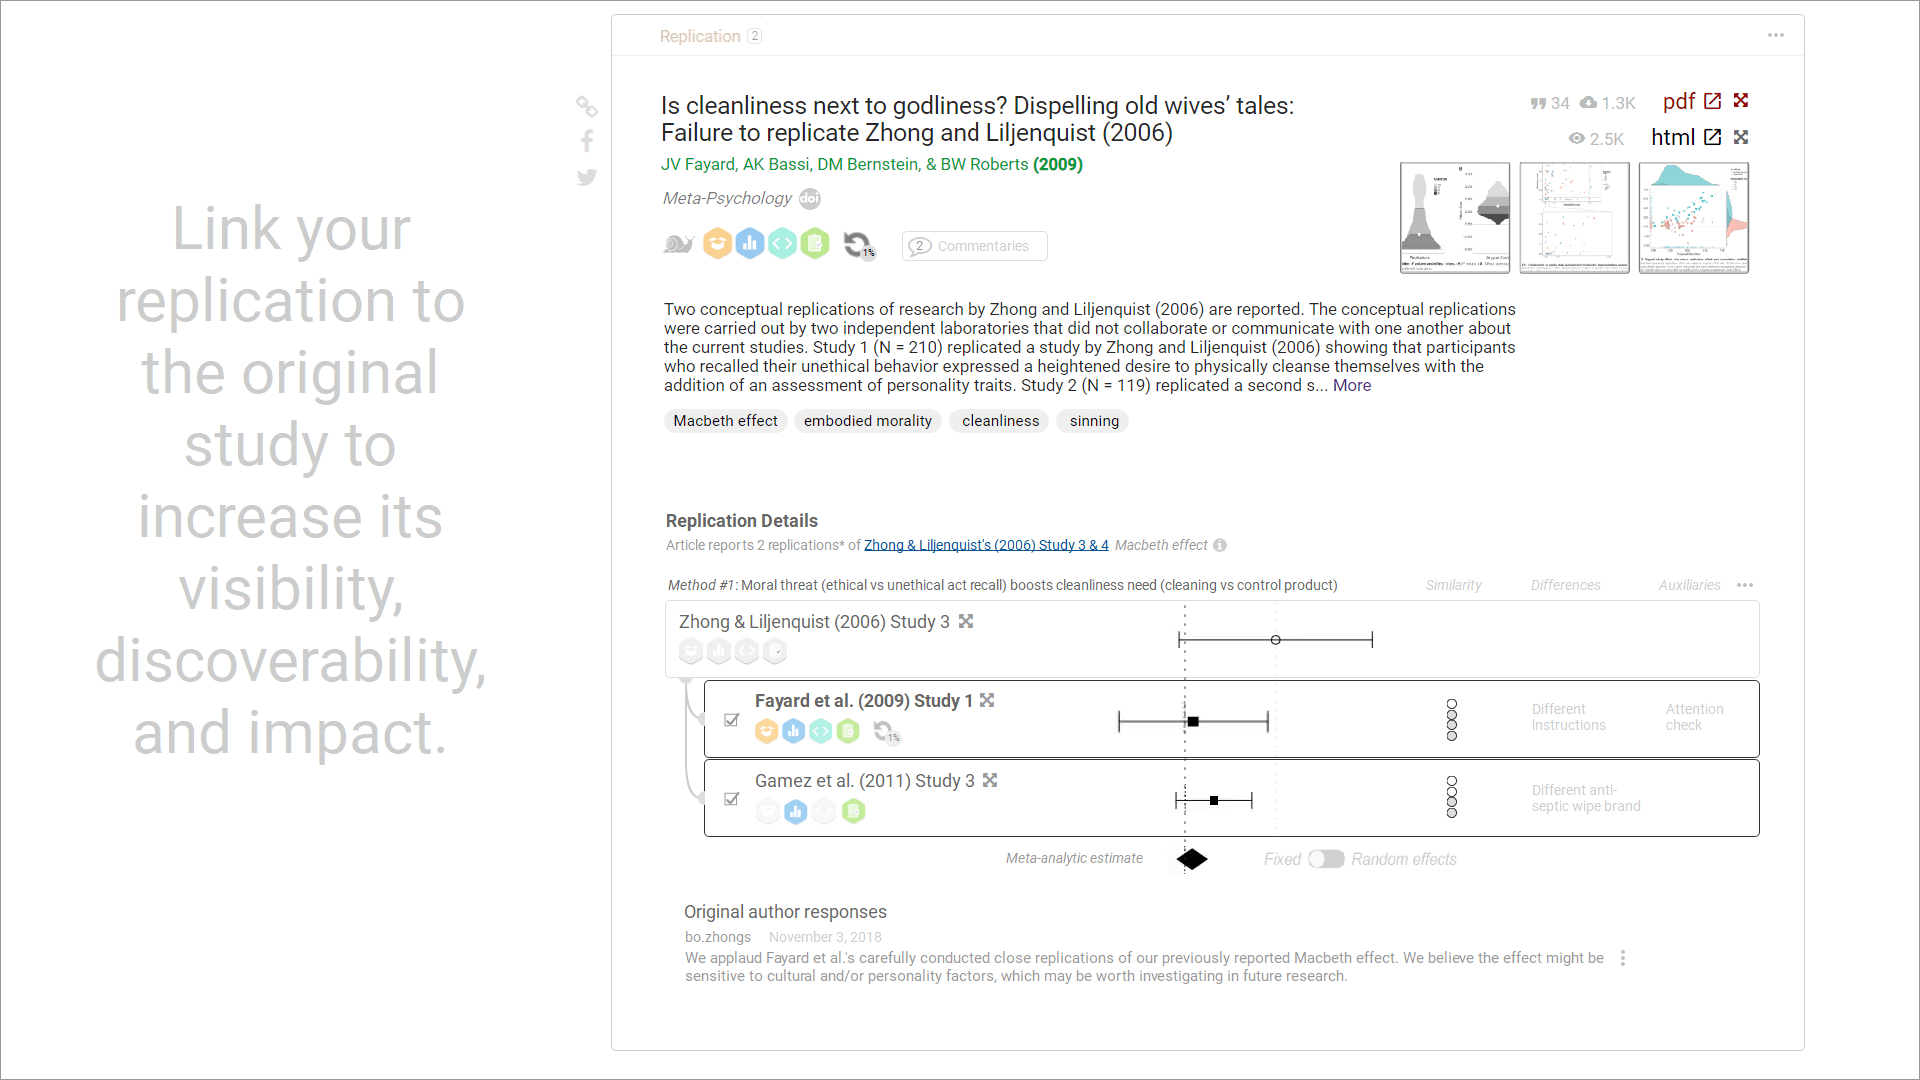 Link your
replication to
the original
study to
increase its
visibility,
discoverability,
and impact.
Replication 2
Is cleanliness next to godliness? Dispelling old wives’ tales:
Failure to replicate Zhong and Liljenquist (2006)
JV Fayard, AK Bassi, DM Bernstein, & BW Roberts (2009)
Meta-Psychology doi
34 1.3K pdf
2.5K html
1%
2 Commentaries
Two conceptual replications of research by Zhong and Liljenquist (2006) are reported. The conceptual replications
were carried out by two independent laboratories that did not collaborate or communicate with one another about
the current studies. Study 1 (N = 210) replicated a study by Zhong and Liljenquist (2006) showing that participants
who recalled their unethical behavior expressed a heightened desire to physically cleanse themselves with the
addition of an assessment of personality traits. Study 2 (N = 119) replicated a second s... More
Macbeth effect embodied morality cleanliness sinning
Replication Details
Article reports 2 replications* of Zhong & Liljenquist's (2006) Study 3 & 4 Macbeth effect
Method #1: Moral threat (ethical vs unethical act recall) boosts cleanliness need (cleaning vs control product) Similarity Differences Auxiliaries
Zhong & Liljenquist (2006) Study 3
Fayard et al. (2009) Study 1
1%
Different
instructions
Attention
check
Gamez et al. (2011) Study 3
Different anti-
septic wipe brand
Meta-analytic estimate Fixed Random effects
Original author responses
bo.zhongs November 3, 2018
We applaud Fayard et al.'s carefully conducted close replications of our previously reported Macbeth effect. We believe the effect might be
sensitive to cultural and/or personality factors, which may be worth investigating in future research.